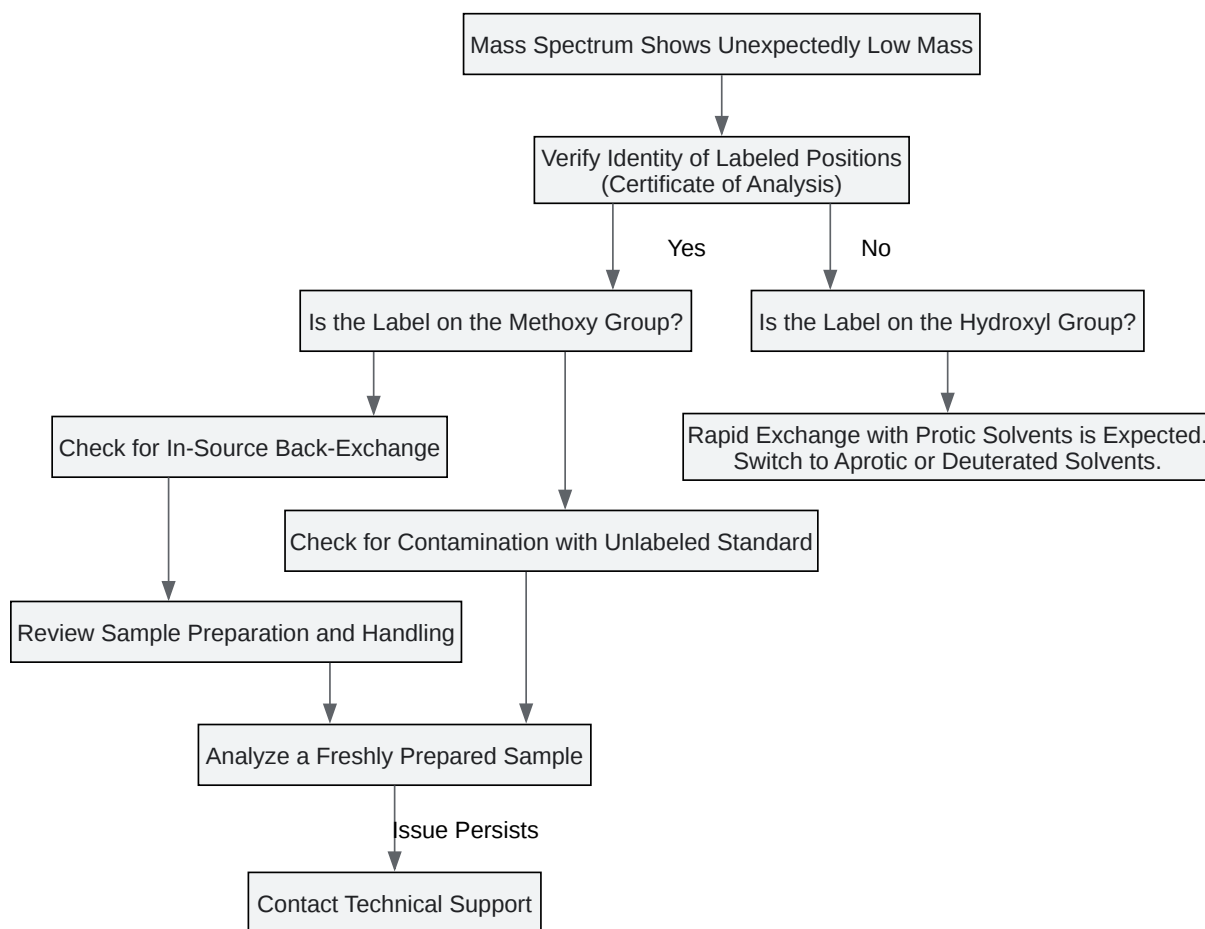 Mass Spectrum Shows Unexpectedly Low Mass
Verify Identity of Labeled Positions
(Certificate of Analysis)
Yes
No
Is the Label on the Methoxy Group?
Is the Label on the Hydroxyl Group?
Check for In-Source Back-Exchange
Rapid Exchange with Protic Solvents is Expected.
Switch to Aprotic or Deuterated Solvents.
Check for Contamination with Unlabeled Standard
Review Sample Preparation and Handling
Analyze a Freshly Prepared Sample
Issue Persists
Contact Technical Support